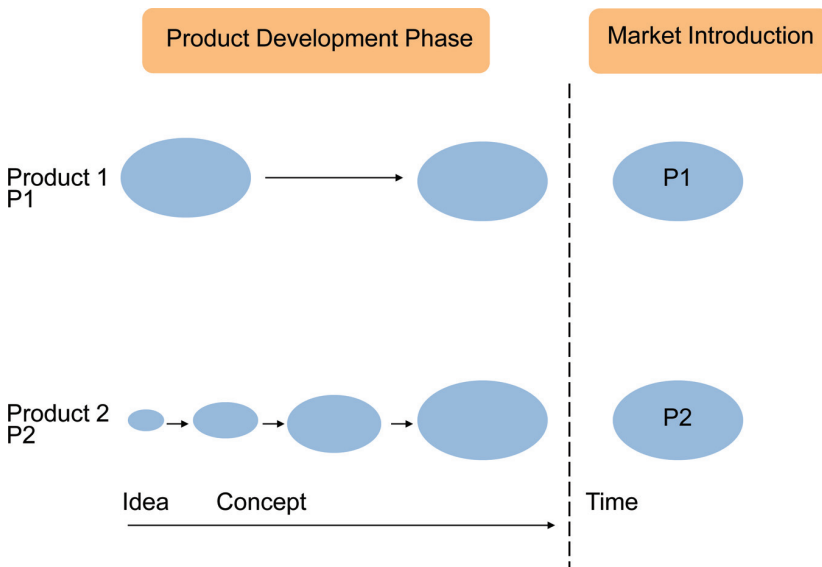 Product Development Phase
Market Introduction
Product 1
P1
P1
Product 2
P2
P2
Idea
Concept
Time